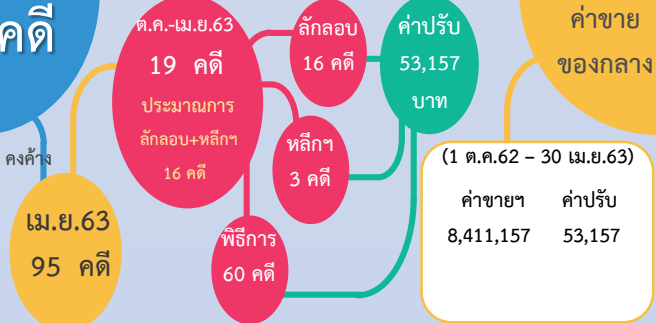 คดี
คงค้าง
เม.ย.63
95 คดี
ต.ค.-เม.ย.63
19 คดี
ประมาณการ
ลักลอบ+หลีกฯ
16 คดี
ลักลอบ
16 คดี
หลีกฯ
3 คดี
พิธีการ
60 คดี
ค่าปรับ
53,157
บาท
ค่าขาย
ของกลาง
(1 ต.ค.62 – 30 เม.ย.63)
ค่าขายฯ ค่าปรับ
8,411,157 53,157